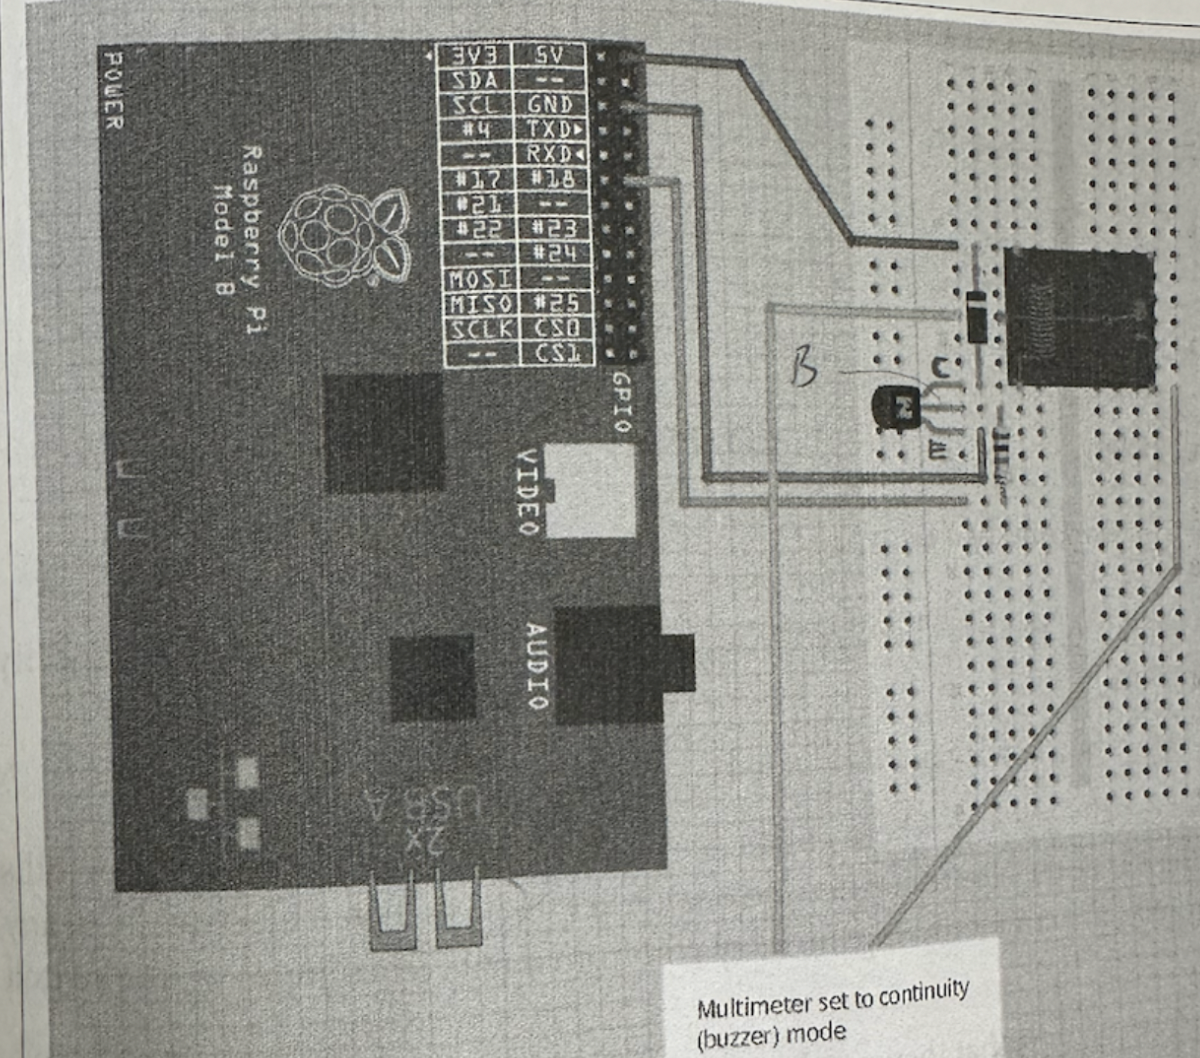 POWER
Raspberry Pi
Model B
3V3 5V
SDA --
SCL GND
#4 TXD▸
-- RXD◂
#17 #18
#21 --
#22 #23
-- #24
MOSI --
MISO #25
SCLK CS0
-- CS1
GPIO
VIDEO
AUDIO
2x
USB A
B
C
E
Multimeter set to continuity
(buzzer) mode